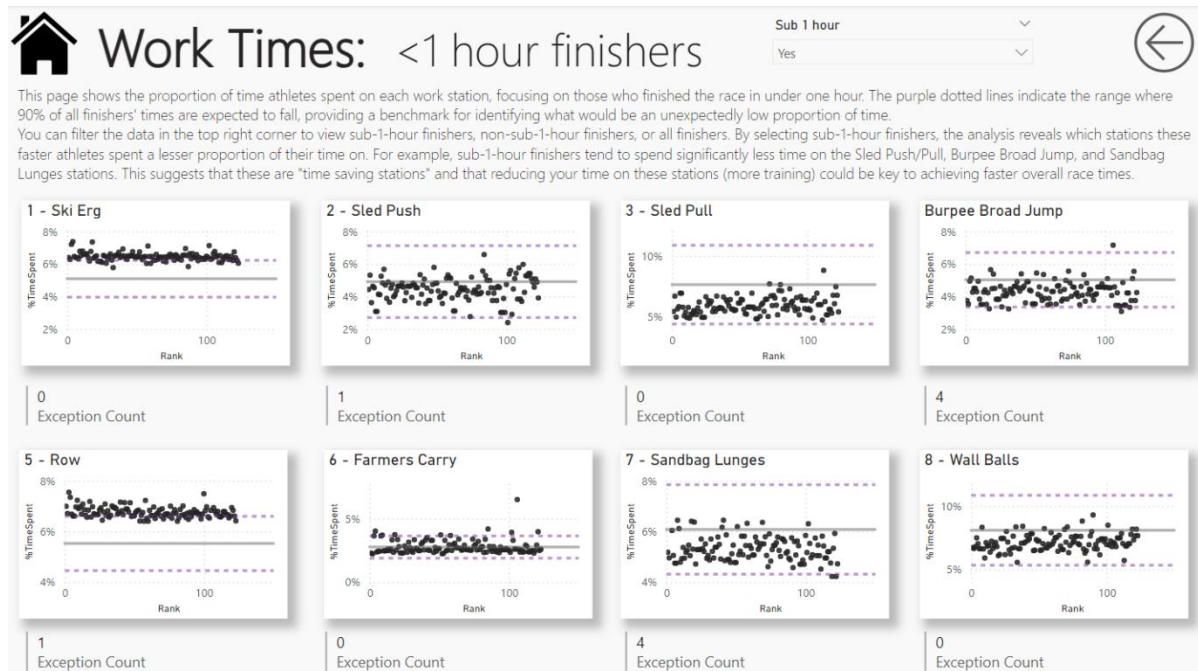 Work Times: <1 hour finishers
Sub 1 hour
Yes
This page shows the proportion of time athletes spent on each work station, focusing on those who finished the race in under one hour. The purple dotted lines indicate the range where
90% of all finishers' times are expected to fall, providing a benchmark for identifying what would be an unexpectedly low proportion of time.
You can filter the data in the top right corner to view sub-1-hour finishers, non-sub-1-hour finishers, or all finishers. By selecting sub-1-hour finishers, the analysis reveals which stations these
faster athletes spent a lesser proportion of their time on. For example, sub-1-hour finishers tend to spend significantly less time on the Sled Push/Pull, Burpee Broad Jump, and Sandbag
Lunges stations. This suggests that these are "time saving stations" and that reducing your time on these stations (more training) could be key to achieving faster overall race times.
1 - Ski Erg
8%
6%
4%
2%
%TimeSpent
0 100
Rank
0
Exception Count
2 - Sled Push
8%
6%
4%
2%
%TimeSpent
0 100
Rank
1
Exception Count
3 - Sled Pull
10%
5%
%TimeSpent
0 100
Rank
0
Exception Count
Burpee Broad Jump
8%
6%
4%
2%
%TimeSpent
0 100
Rank
4
Exception Count
5 - Row
8%
6%
4%
%TimeSpent
0 100
Rank
1
Exception Count
6 - Farmers Carry
5%
0%
%TimeSpent
0 100
Rank
0
Exception Count
7 - Sandbag Lunges
8%
6%
4%
%TimeSpent
0 100
Rank
4
Exception Count
8 - Wall Balls
10%
5%
%TimeSpent
0 100
Rank
0
Exception Count